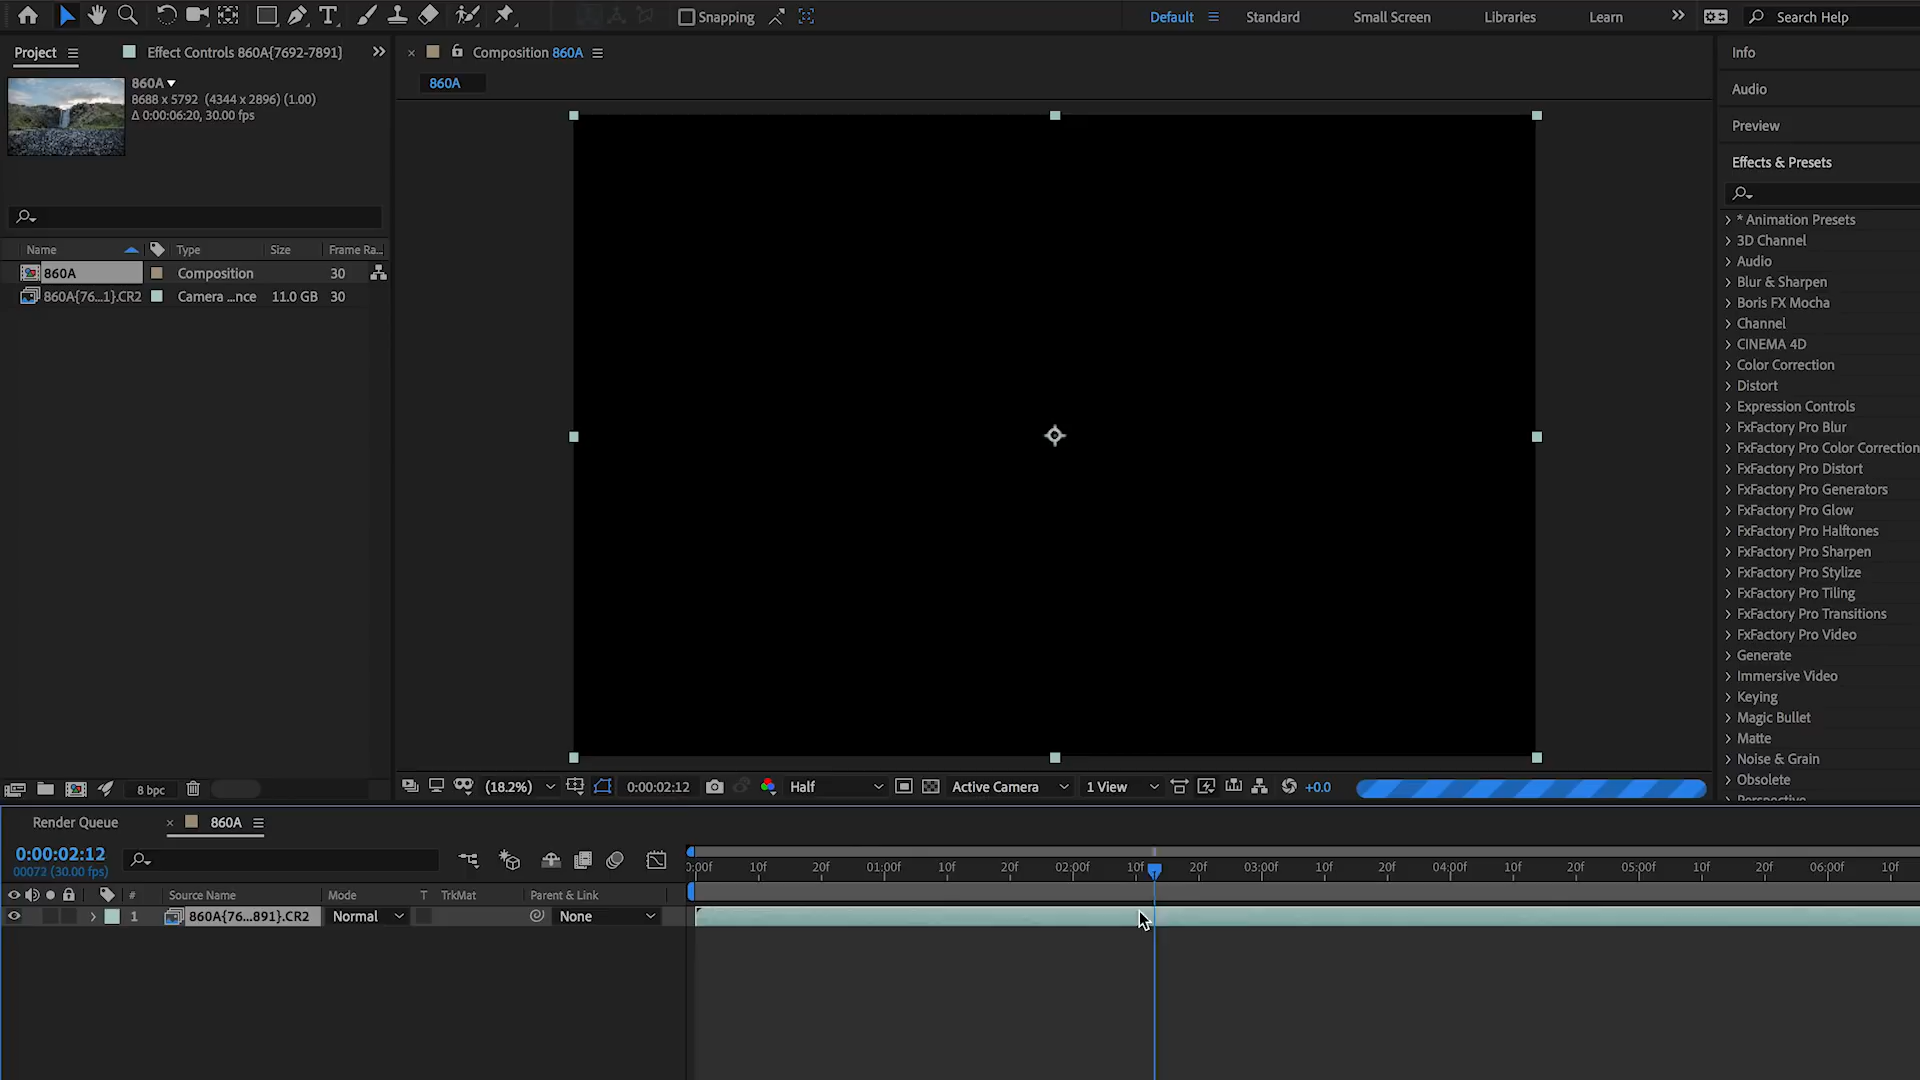 Snapping
Default
Standard
Small Screen
Libraries
Learn
Search Help
Project
Effect Controls 860A{7692-7891}
Composition 860A
860A
860A
8688 x 5792 (4344 x 2896) (1.00)
Δ 0:00:06:20, 30.00 fps
Name
Type
Size
Frame Ra...
860A
Composition
30
860A{76...1}.CR2
Camera ...nce
11.0 GB
30
8 bpc
(18.2%)
0:00:02:12
Half
Active Camera
1 View
+0.0
Info
Audio
Preview
Effects & Presets
* Animation Presets
3D Channel
Audio
Blur & Sharpen
Boris FX Mocha
Channel
CINEMA 4D
Color Correction
Distort
Expression Controls
FxFactory Pro Blur
FxFactory Pro Color Correction
FxFactory Pro Distort
FxFactory Pro Generators
FxFactory Pro Glow
FxFactory Pro Halftones
FxFactory Pro Sharpen
FxFactory Pro Stylize
FxFactory Pro Tiling
FxFactory Pro Transitions
FxFactory Pro Video
Generate
Immersive Video
Keying
Magic Bullet
Matte
Noise & Grain
Obsolete
Perspective
Render Queue
860A
0:00:02:12
00072 (30.00 fps)
0:00f 10f 20f 01:00f 10f 20f 02:00f 10f 20f 03:00f 10f 20f 04:00f 10f 20f 05:00f 10f 20f 06:00f 10f
#
Source Name
Mode
T
TrkMat
Parent & Link
1
860A{76...891}.CR2
Normal
None